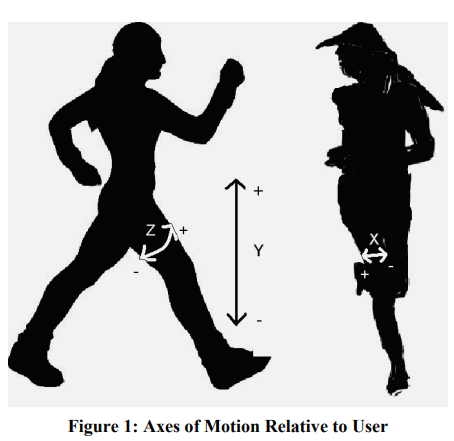 +
Z +
Y
-
-
X
+ -
Figure 1: Axes of Motion Relative to User